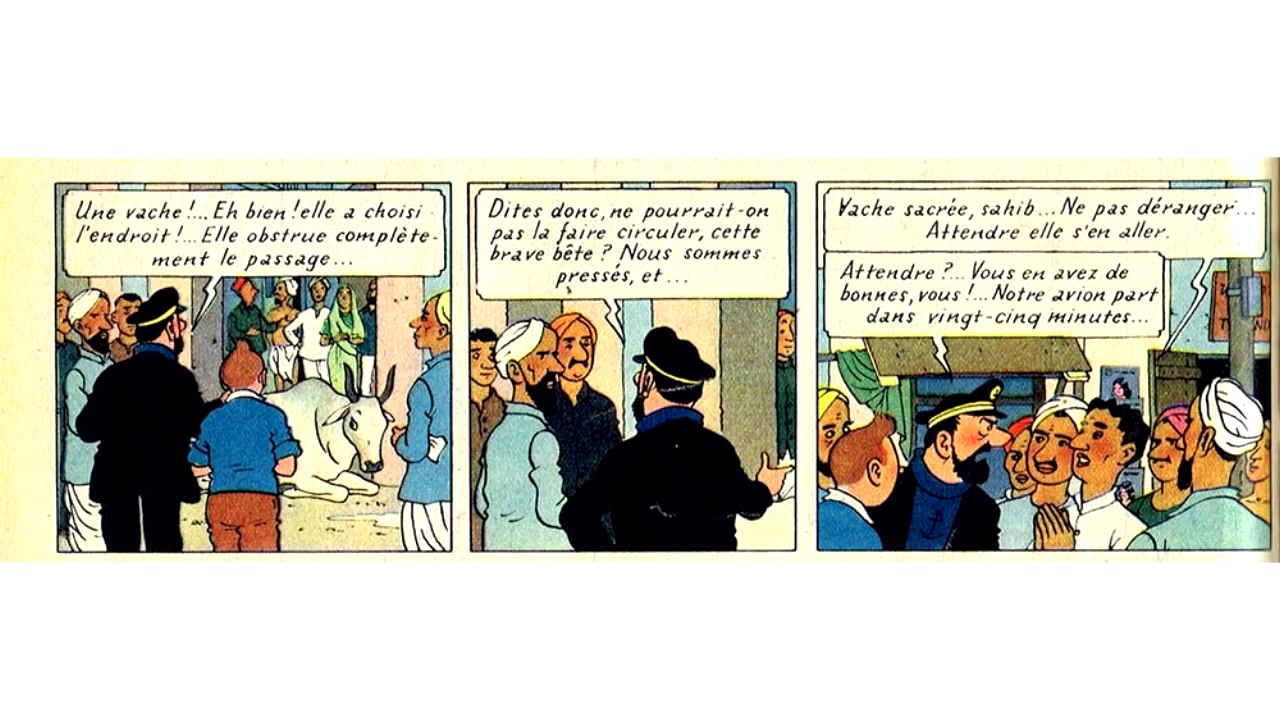 Une vache !... Eh bien ! elle a choisi
l'endroit !... Elle obstrue complète-
ment le passage...
Dites donc, ne pourrait-on
pas la faire circuler, cette
brave bête ? Nous sommes
pressés, et ...
Vache sacrée, sahib... Ne pas déranger...
Attendre elle s'en aller.
Attendre ?... Vous en avez de
bonnes, vous !... Notre avion part
dans vingt-cinq minutes...